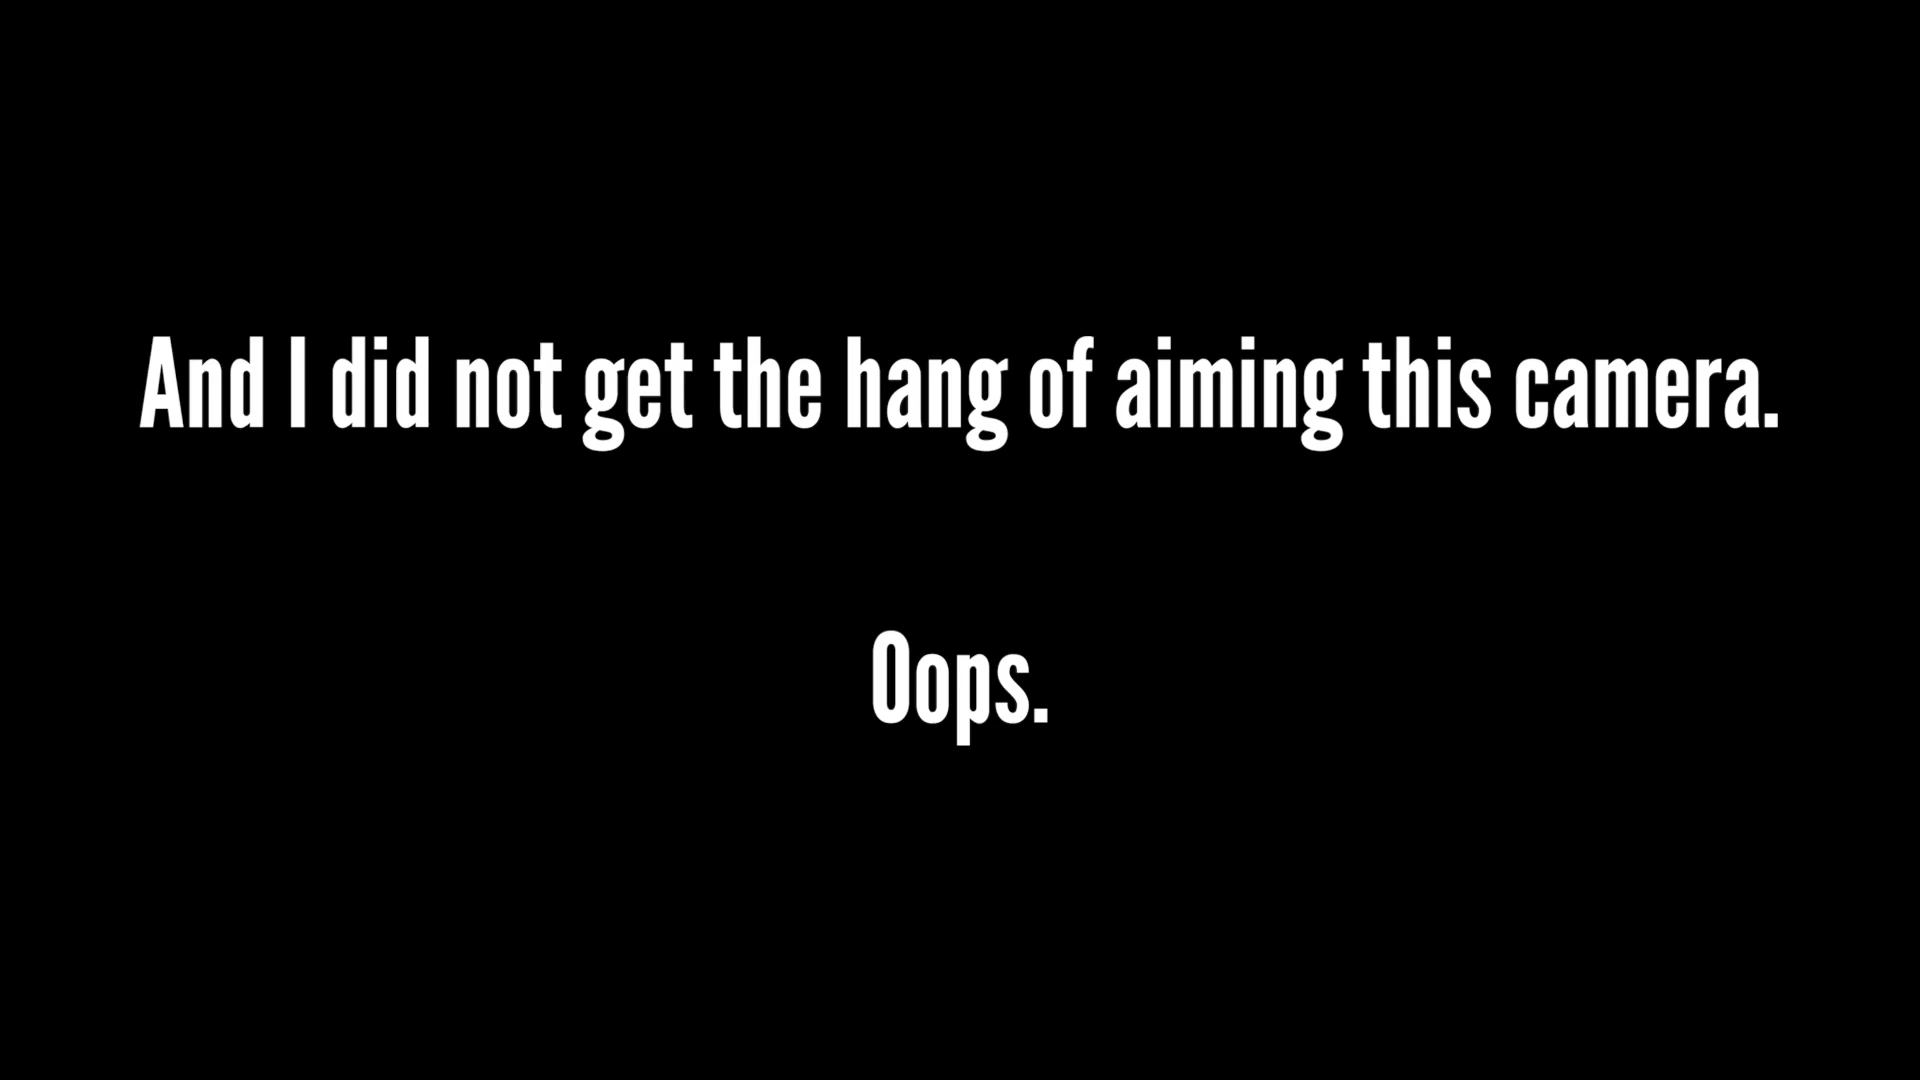 And I did not get the hang of aiming this camera.
Oops.